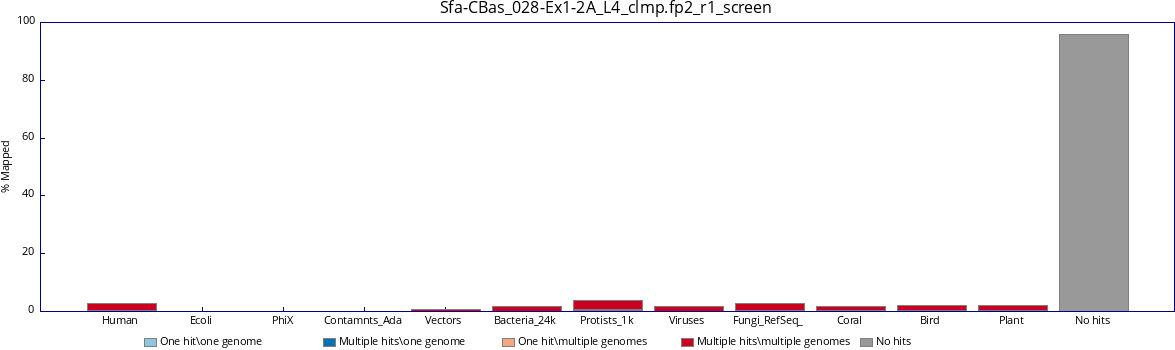 Sfa-CBas_028-Ex1-2A_L4_clmp.fp2_r1_screen
100
80
60
40
20
0
% Mapped
Human Ecoli PhiX Contamnts_Ada Vectors Bacteria_24k Protists_1k Viruses Fungi_RefSeq_ Coral Bird Plant No hits
One hit\one genome Multiple hits\one genome One hit\multiple genomes Multiple hits\multiple genomes No hits